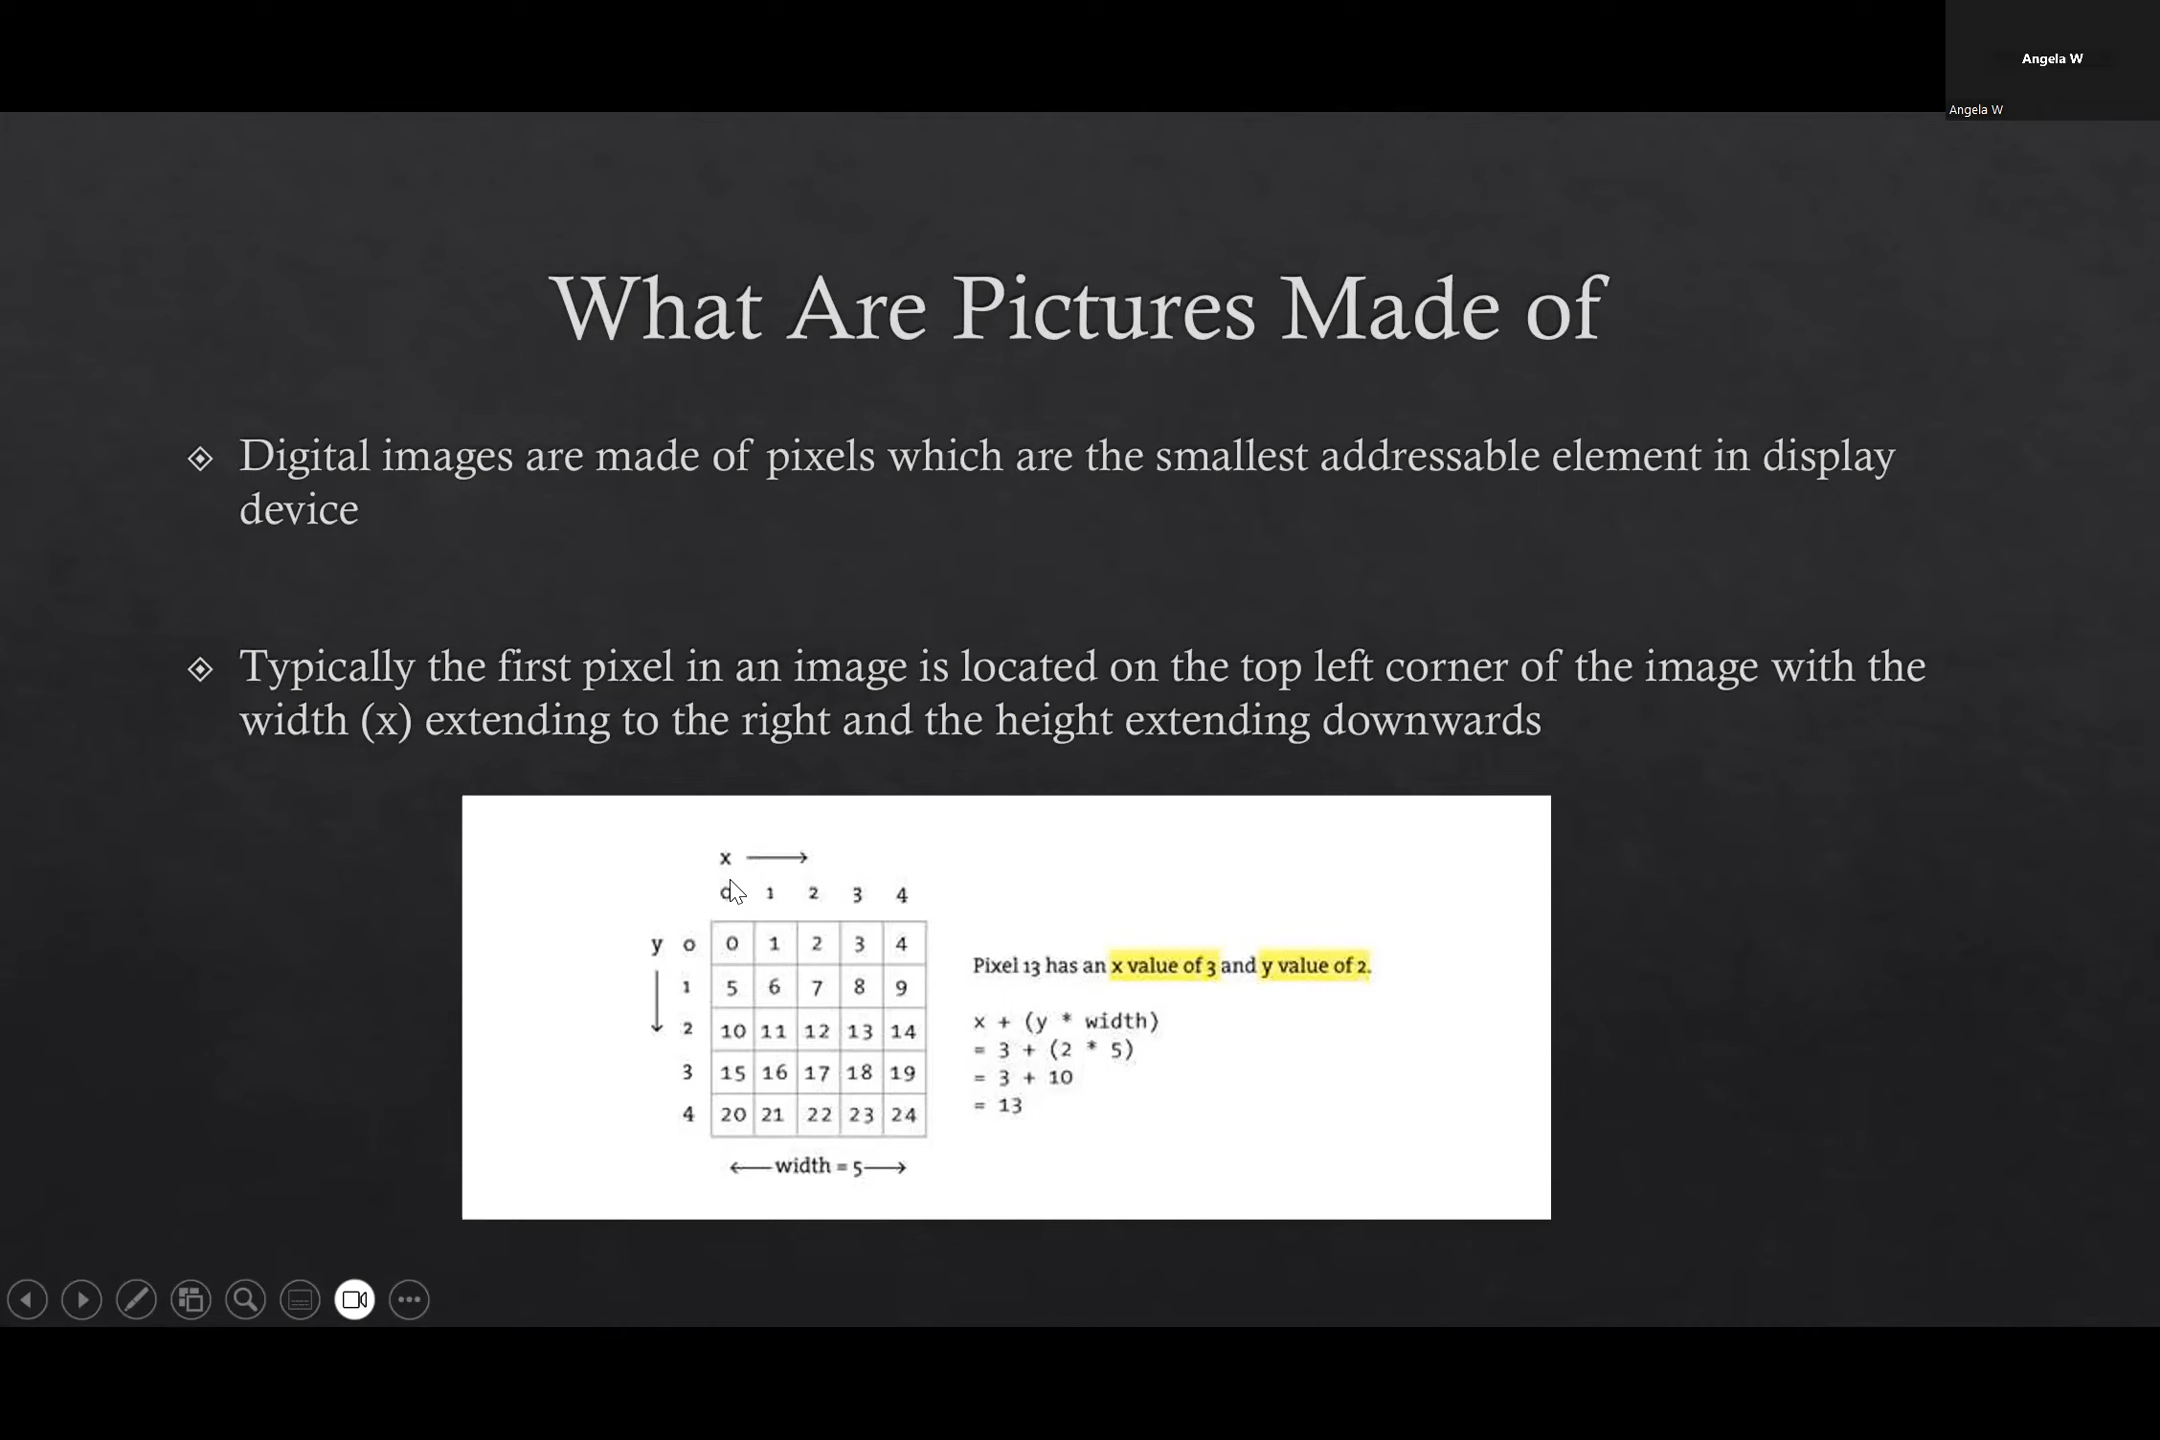 Angela W
Angela W
What Are Pictures Made of
Digital images are made of pixels which are the smallest addressable element in display
device
Typically the first pixel in an image is located on the top left corner of the image with the
width (x) extending to the right and the height extending downwards
x
1 2 3 4
y 0 0 1 2 3 4
1 5 6 7 8 9
2 10 11 12 13 14
3 15 16 17 18 19
4 20 21 22 23 24
width = 5
Pixel 13 has an x value of 3 and y value of 2.
x + (y * width)
= 3 + (2 * 5)
= 3 + 10
= 13